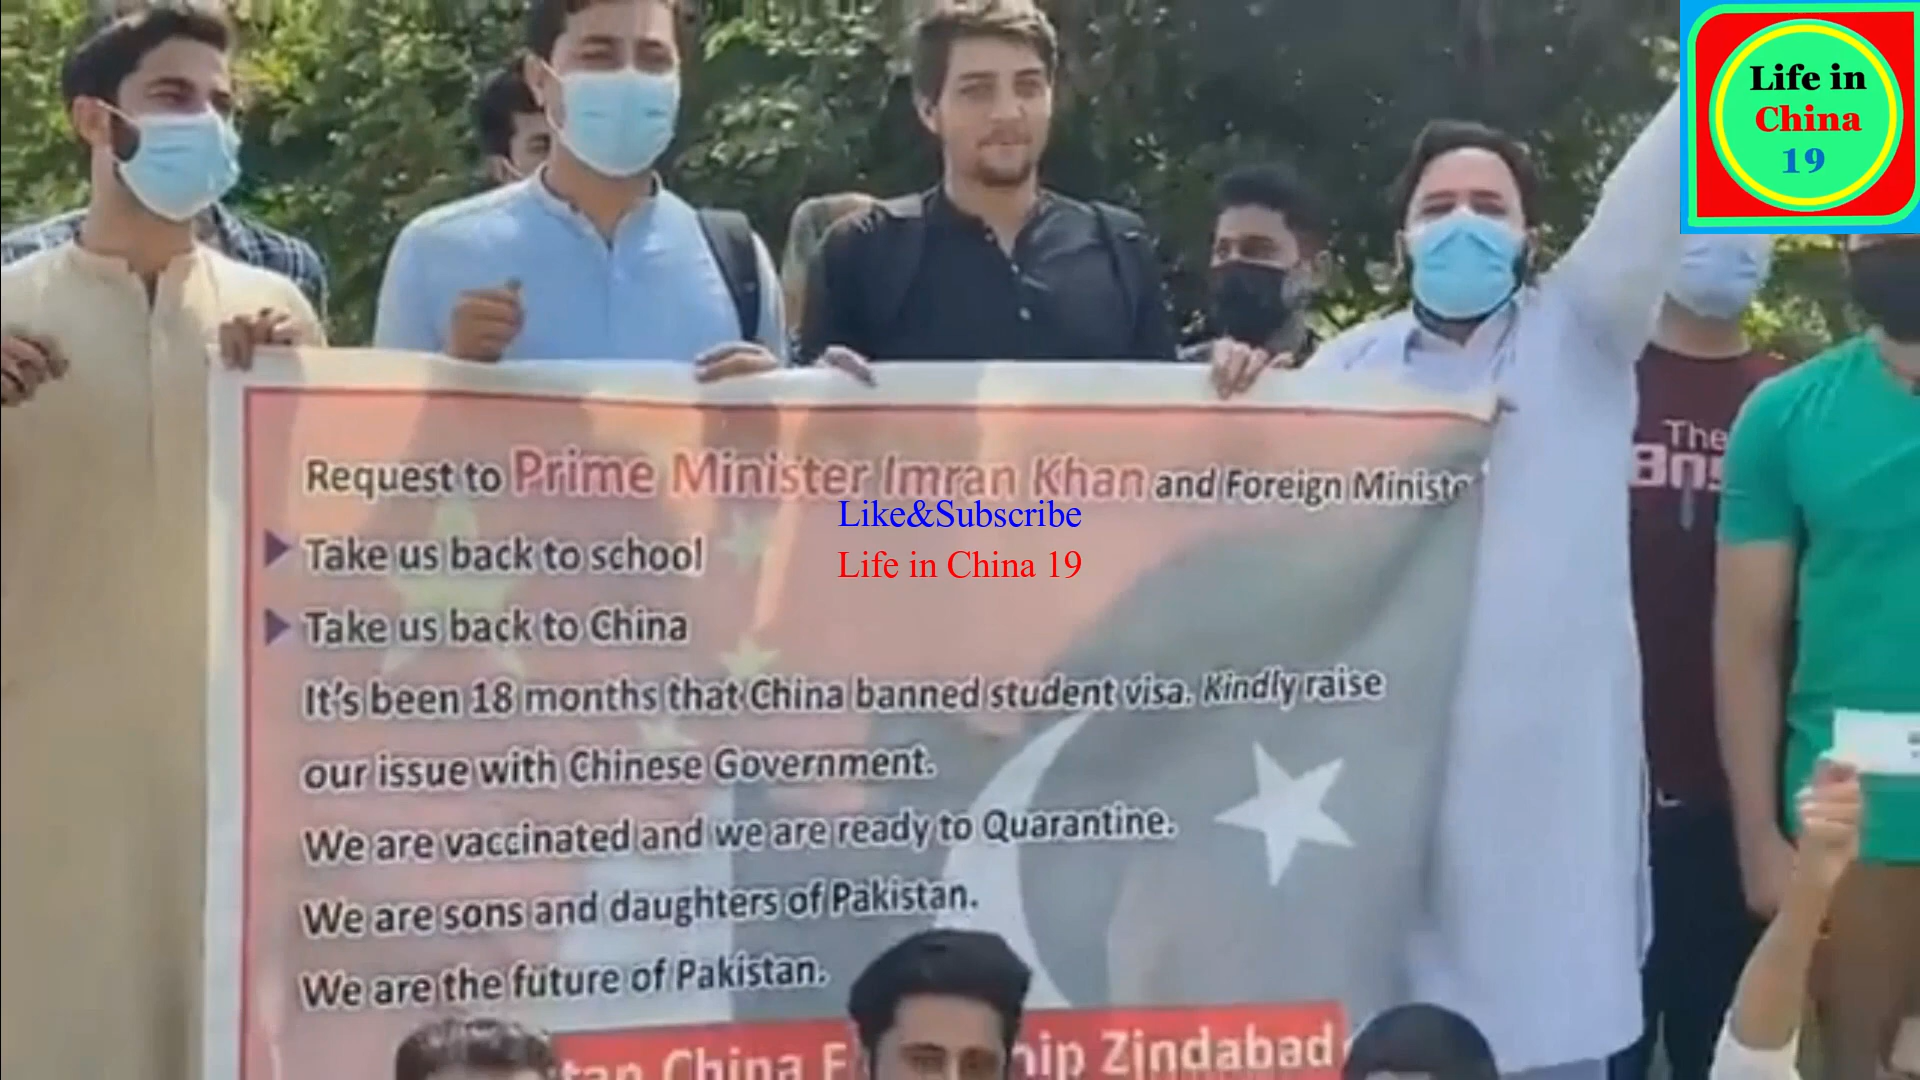 Life in
China
19
Request to Prime Minister Imran Khan and Foreign Ministe
Like&Subscribe
Take us back to school
Life in China 19
Take us back to China
It's been 18 months that China banned student visa. Kindly raise
our issue with Chinese Government.
We are vaccinated and we are ready to Quarantine.
We are sons and daughters of Pakistan.
We are the future of Pakistan.
China Zindabad
The